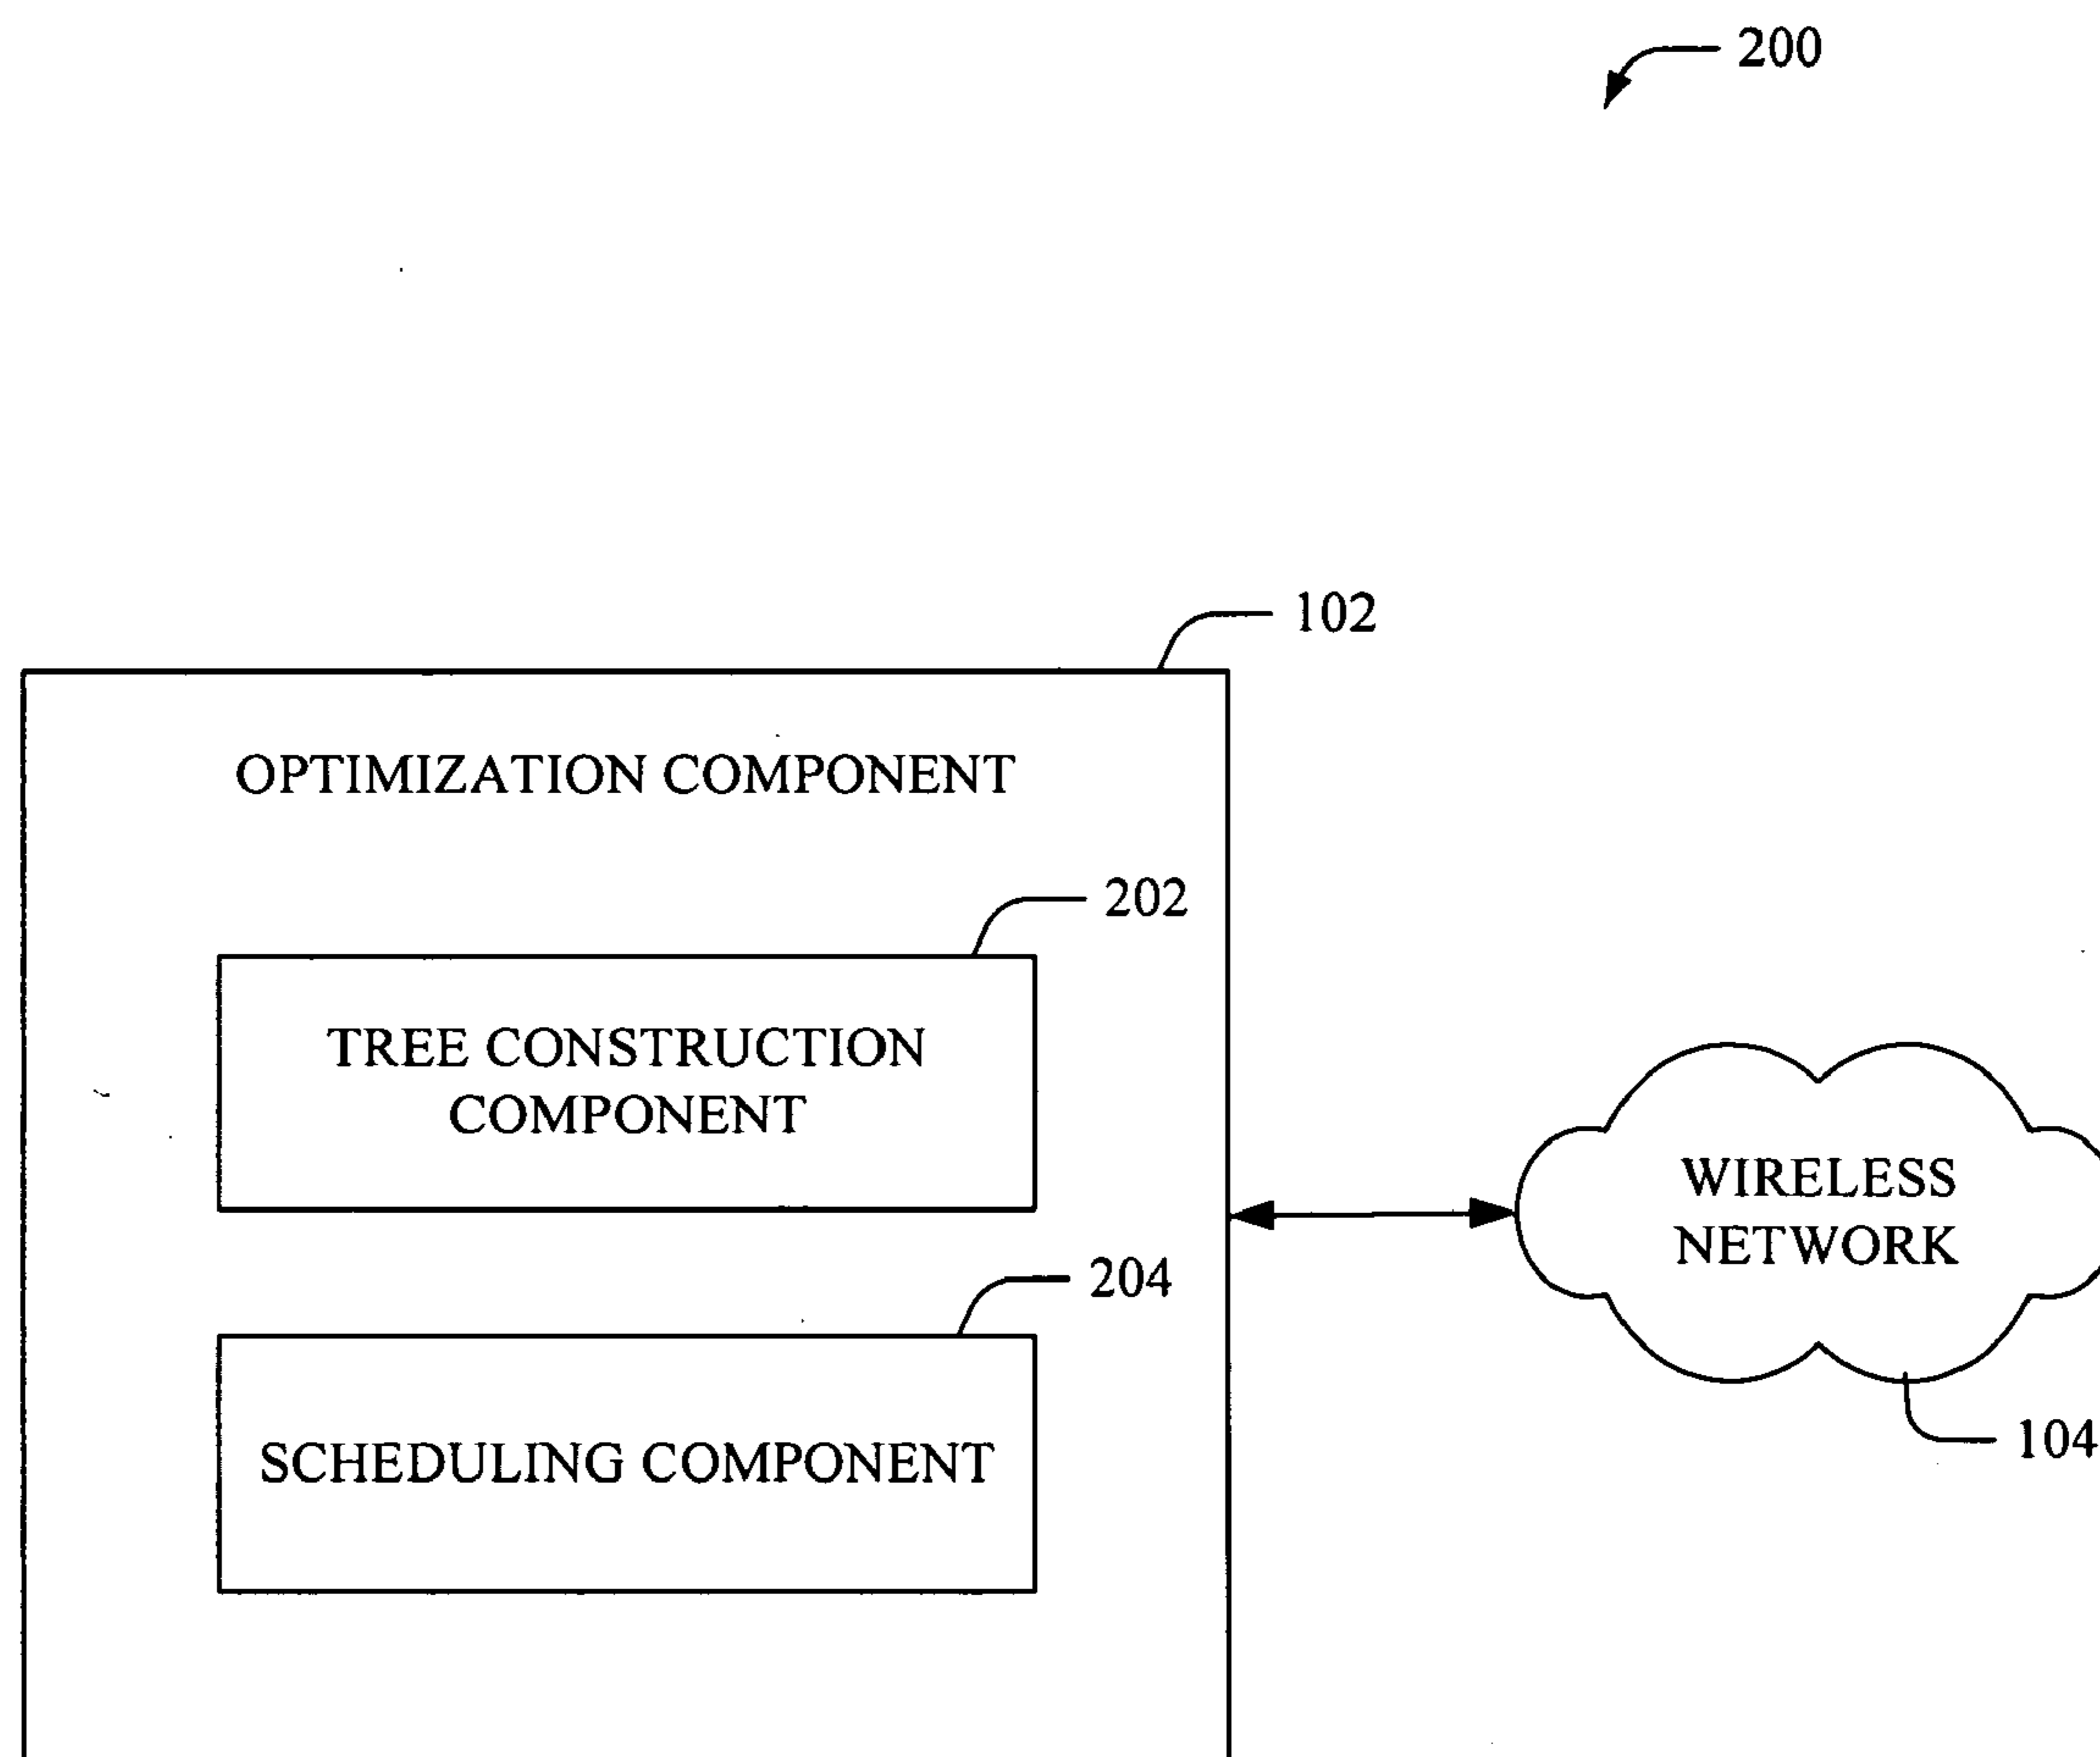 200
102
OPTIMIZATION COMPONENT
202
TREE CONSTRUCTION
COMPONENT
WIRELESS
NETWORK
204
104
SCHEDULING COMPONENT